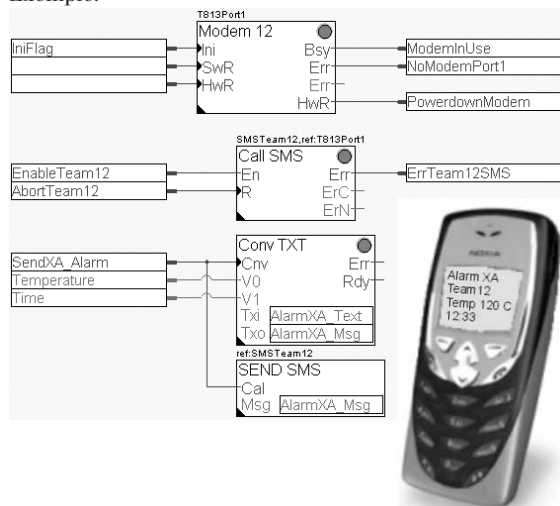 T813Port1
Modem 12
IniFlag
Ini
Bsy
ModemInUse
SwR
Err
NoModemPort1
HwR
Err
HwR
PowerdownModem
SMSTeam12,ref:T813Port1
Call SMS
EnableTeam12
En
Err
ErrTeam12SMS
AbortTeam12
R
ErC
ErN
Conv TXT
SendXA_Alarm
Cnv
Err
Temperature
V0
Rdy
Time
V1
Txi AlarmXA_Text
Txo AlarmXA_Msg
ref:SMSTeam12
SEND SMS
Cal
Msg AlarmXA_Msg
NOKIA
Alarm XA
Team12
Temp 120 C
12:33